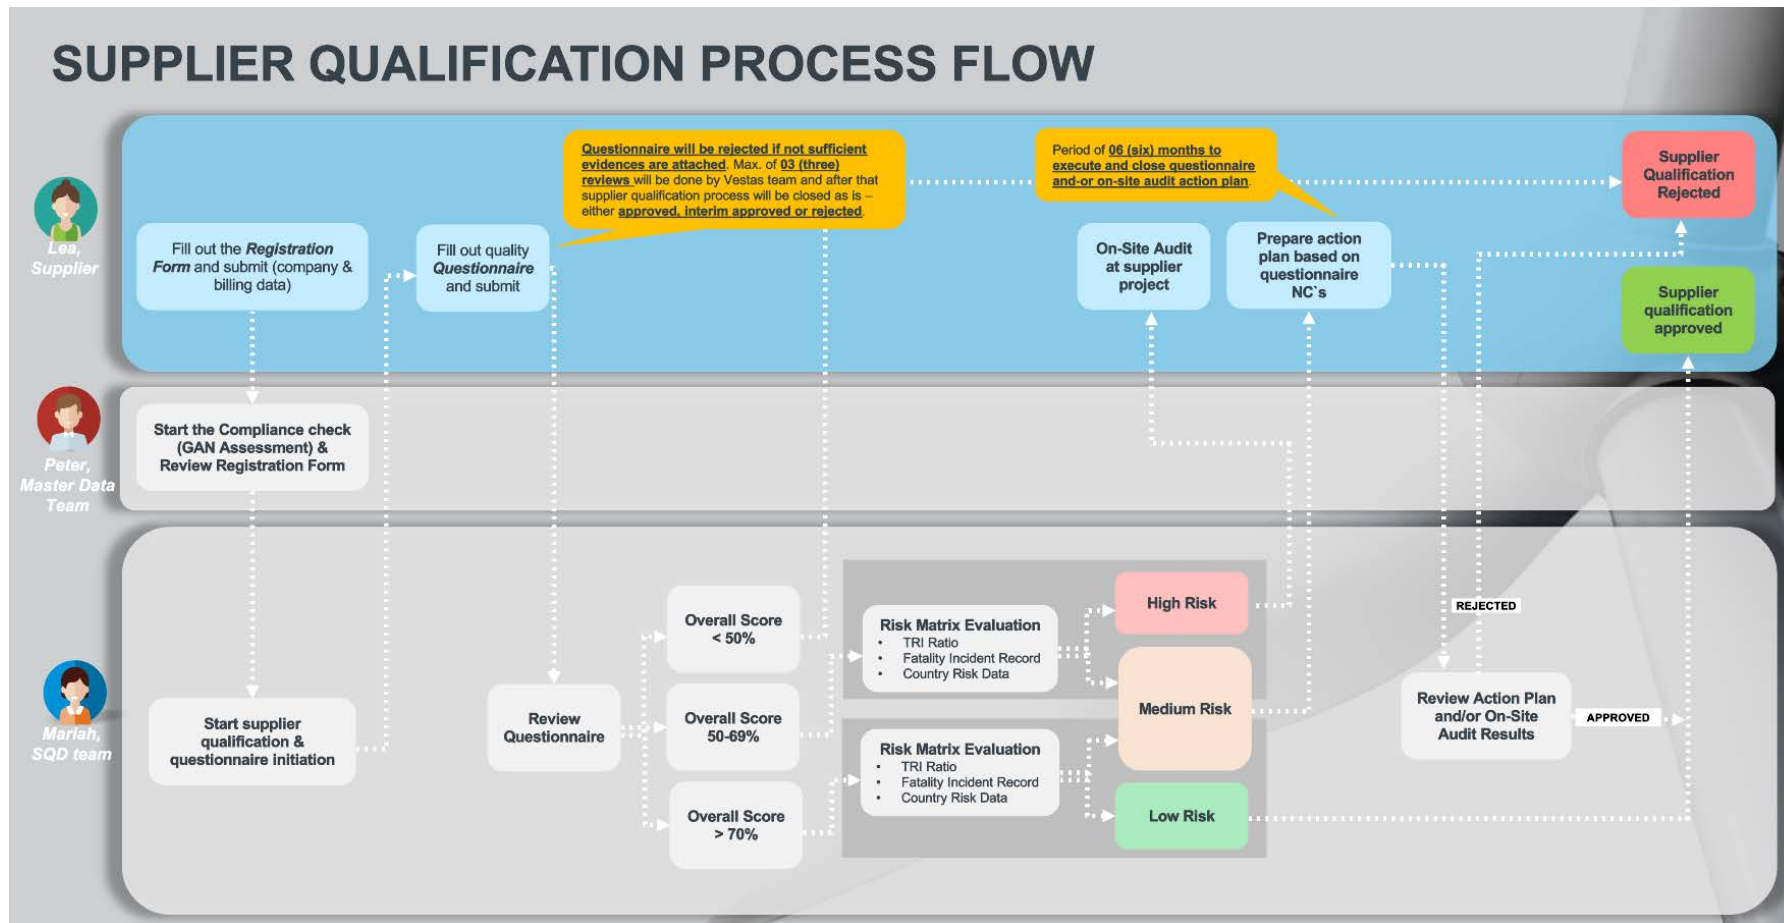 SUPPLIER QUALIFICATION PROCESS FLOW
Questionnaire will be rejected if not sufficient
evidences are attached. Max. of 03 (three)
reviews will be done by Vestas team and after that
supplier qualification process will be closed as is –
either approved, interim approved or rejected.
Period of 06 (six) months to
execute and close questionnaire
and-or on-site audit action plan.
Supplier
Qualification
Rejected
Lea,
Supplier
Fill out the Registration
Form and submit (company &
billing data)
Fill out quality
Questionnaire
and submit
On-Site Audit
at supplier
project
Prepare action
plan based on
questionnaire
NC`s
Supplier
qualification
approved
Peter,
Master Data
Team
Start the Compliance check
(GAN Assessment) &
Review Registration Form
Mariah,
SQD team
Start supplier
qualification &
questionnaire initiation
Review
Questionnaire
Overall Score
< 50%
Overall Score
50-69%
Overall Score
> 70%
Risk Matrix Evaluation
• TRI Ratio
• Fatality Incident Record
• Country Risk Data
Risk Matrix Evaluation
• TRI Ratio
• Fatality Incident Record
• Country Risk Data
High Risk
Medium Risk
Low Risk
REJECTED
Review Action Plan
and/or On-Site
Audit Results
APPROVED